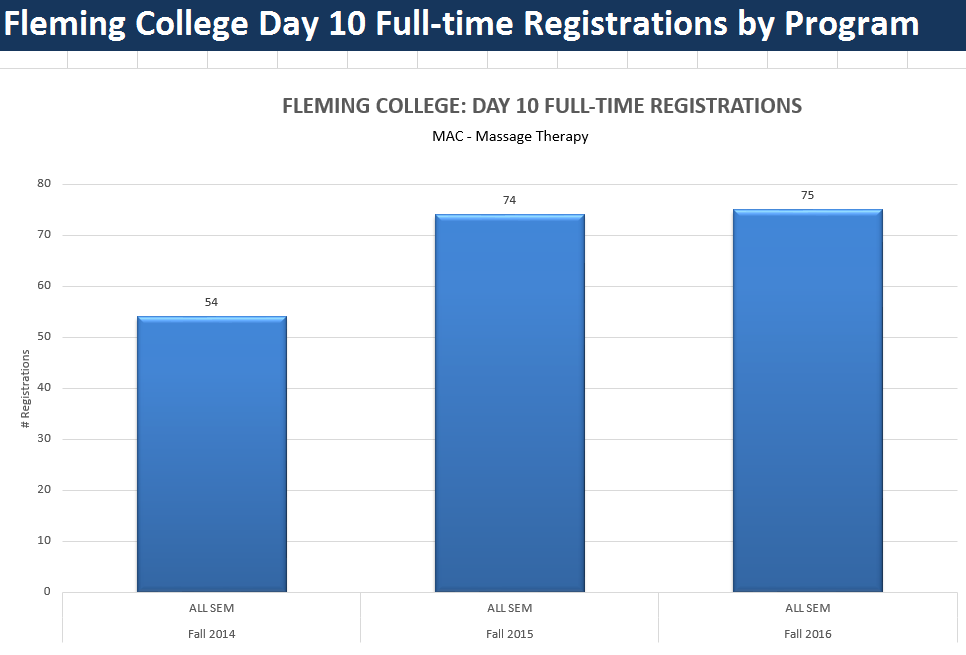 Fleming College Day 10 Full-time Registrations by Program
FLEMING COLLEGE: DAY 10 FULL-TIME REGISTRATIONS
MAC - Massage Therapy
# Registrations
80
70
60
50
40
30
20
10
0
54
74
75
ALL SEM ALL SEM ALL SEM
Fall 2014 Fall 2015 Fall 2016